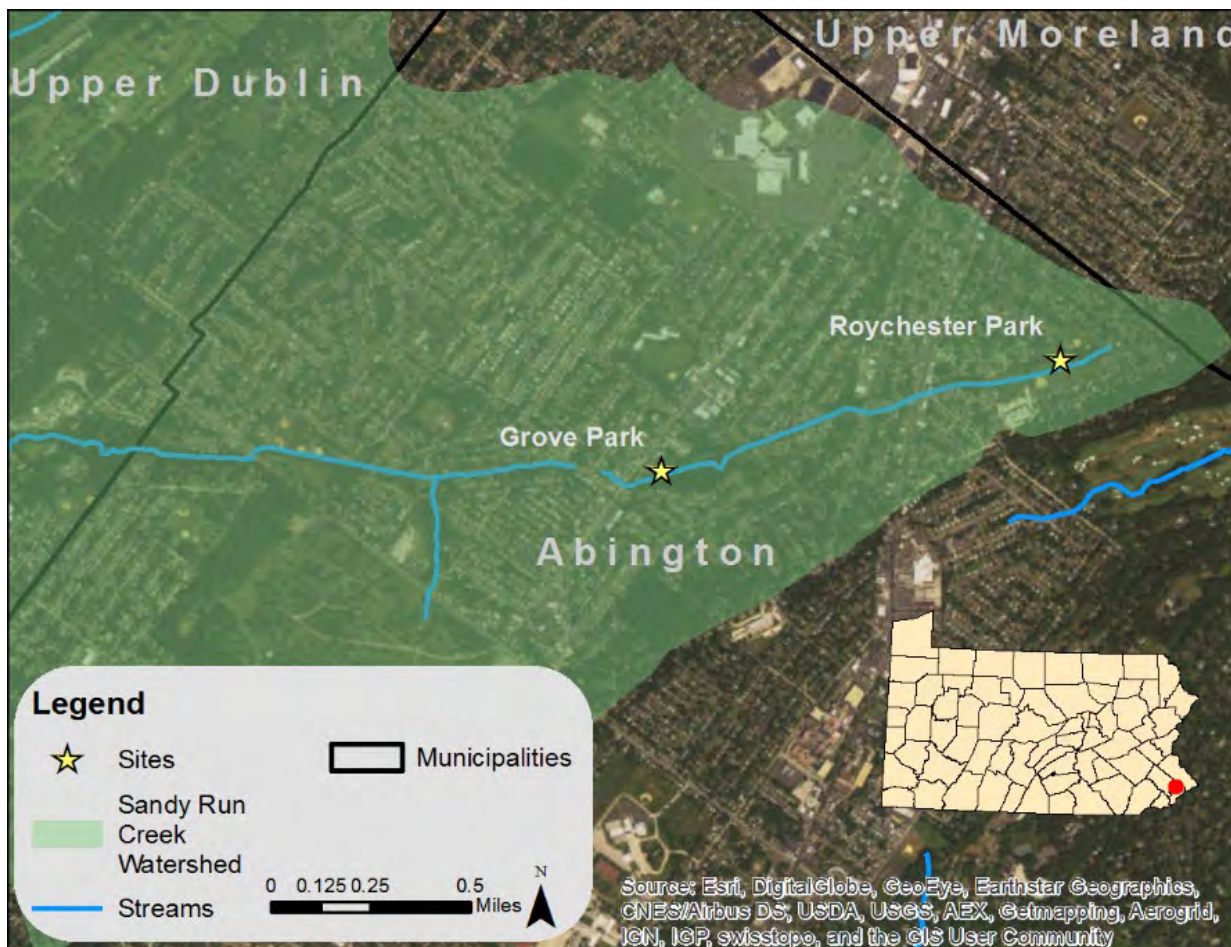 Upper Moreland
Upper Dublin
Roychester Park
Grove Park
Abington
Legend
Sites
Municipalities
Sandy Run
Creek
Watershed
Streams
0 0.125 0.25 0.5
Miles
N
Source: Esri, DigitalGlobe, GeoEye, Earthstar Geographics,
CNES/Airbus DS, USDA, USGS, AEX, Getmapping, Aerogrid,
IGN, IGP, swisstopo, and the GIS User Community